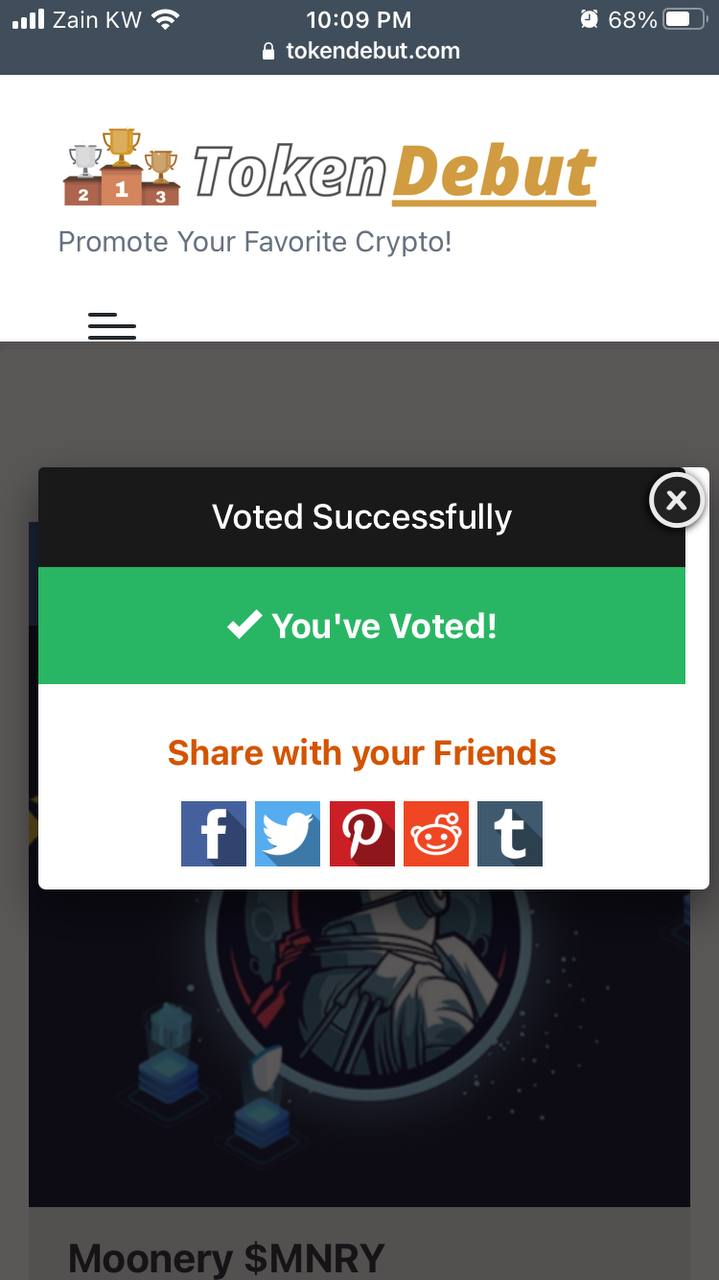 Zain KW
10:09 PM
68%
tokendebut.com
2 1 3
TokenDebut
Promote Your Favorite Crypto!
Voted Successfully
You've Voted!
Share with your Friends
Moonery $MNRY